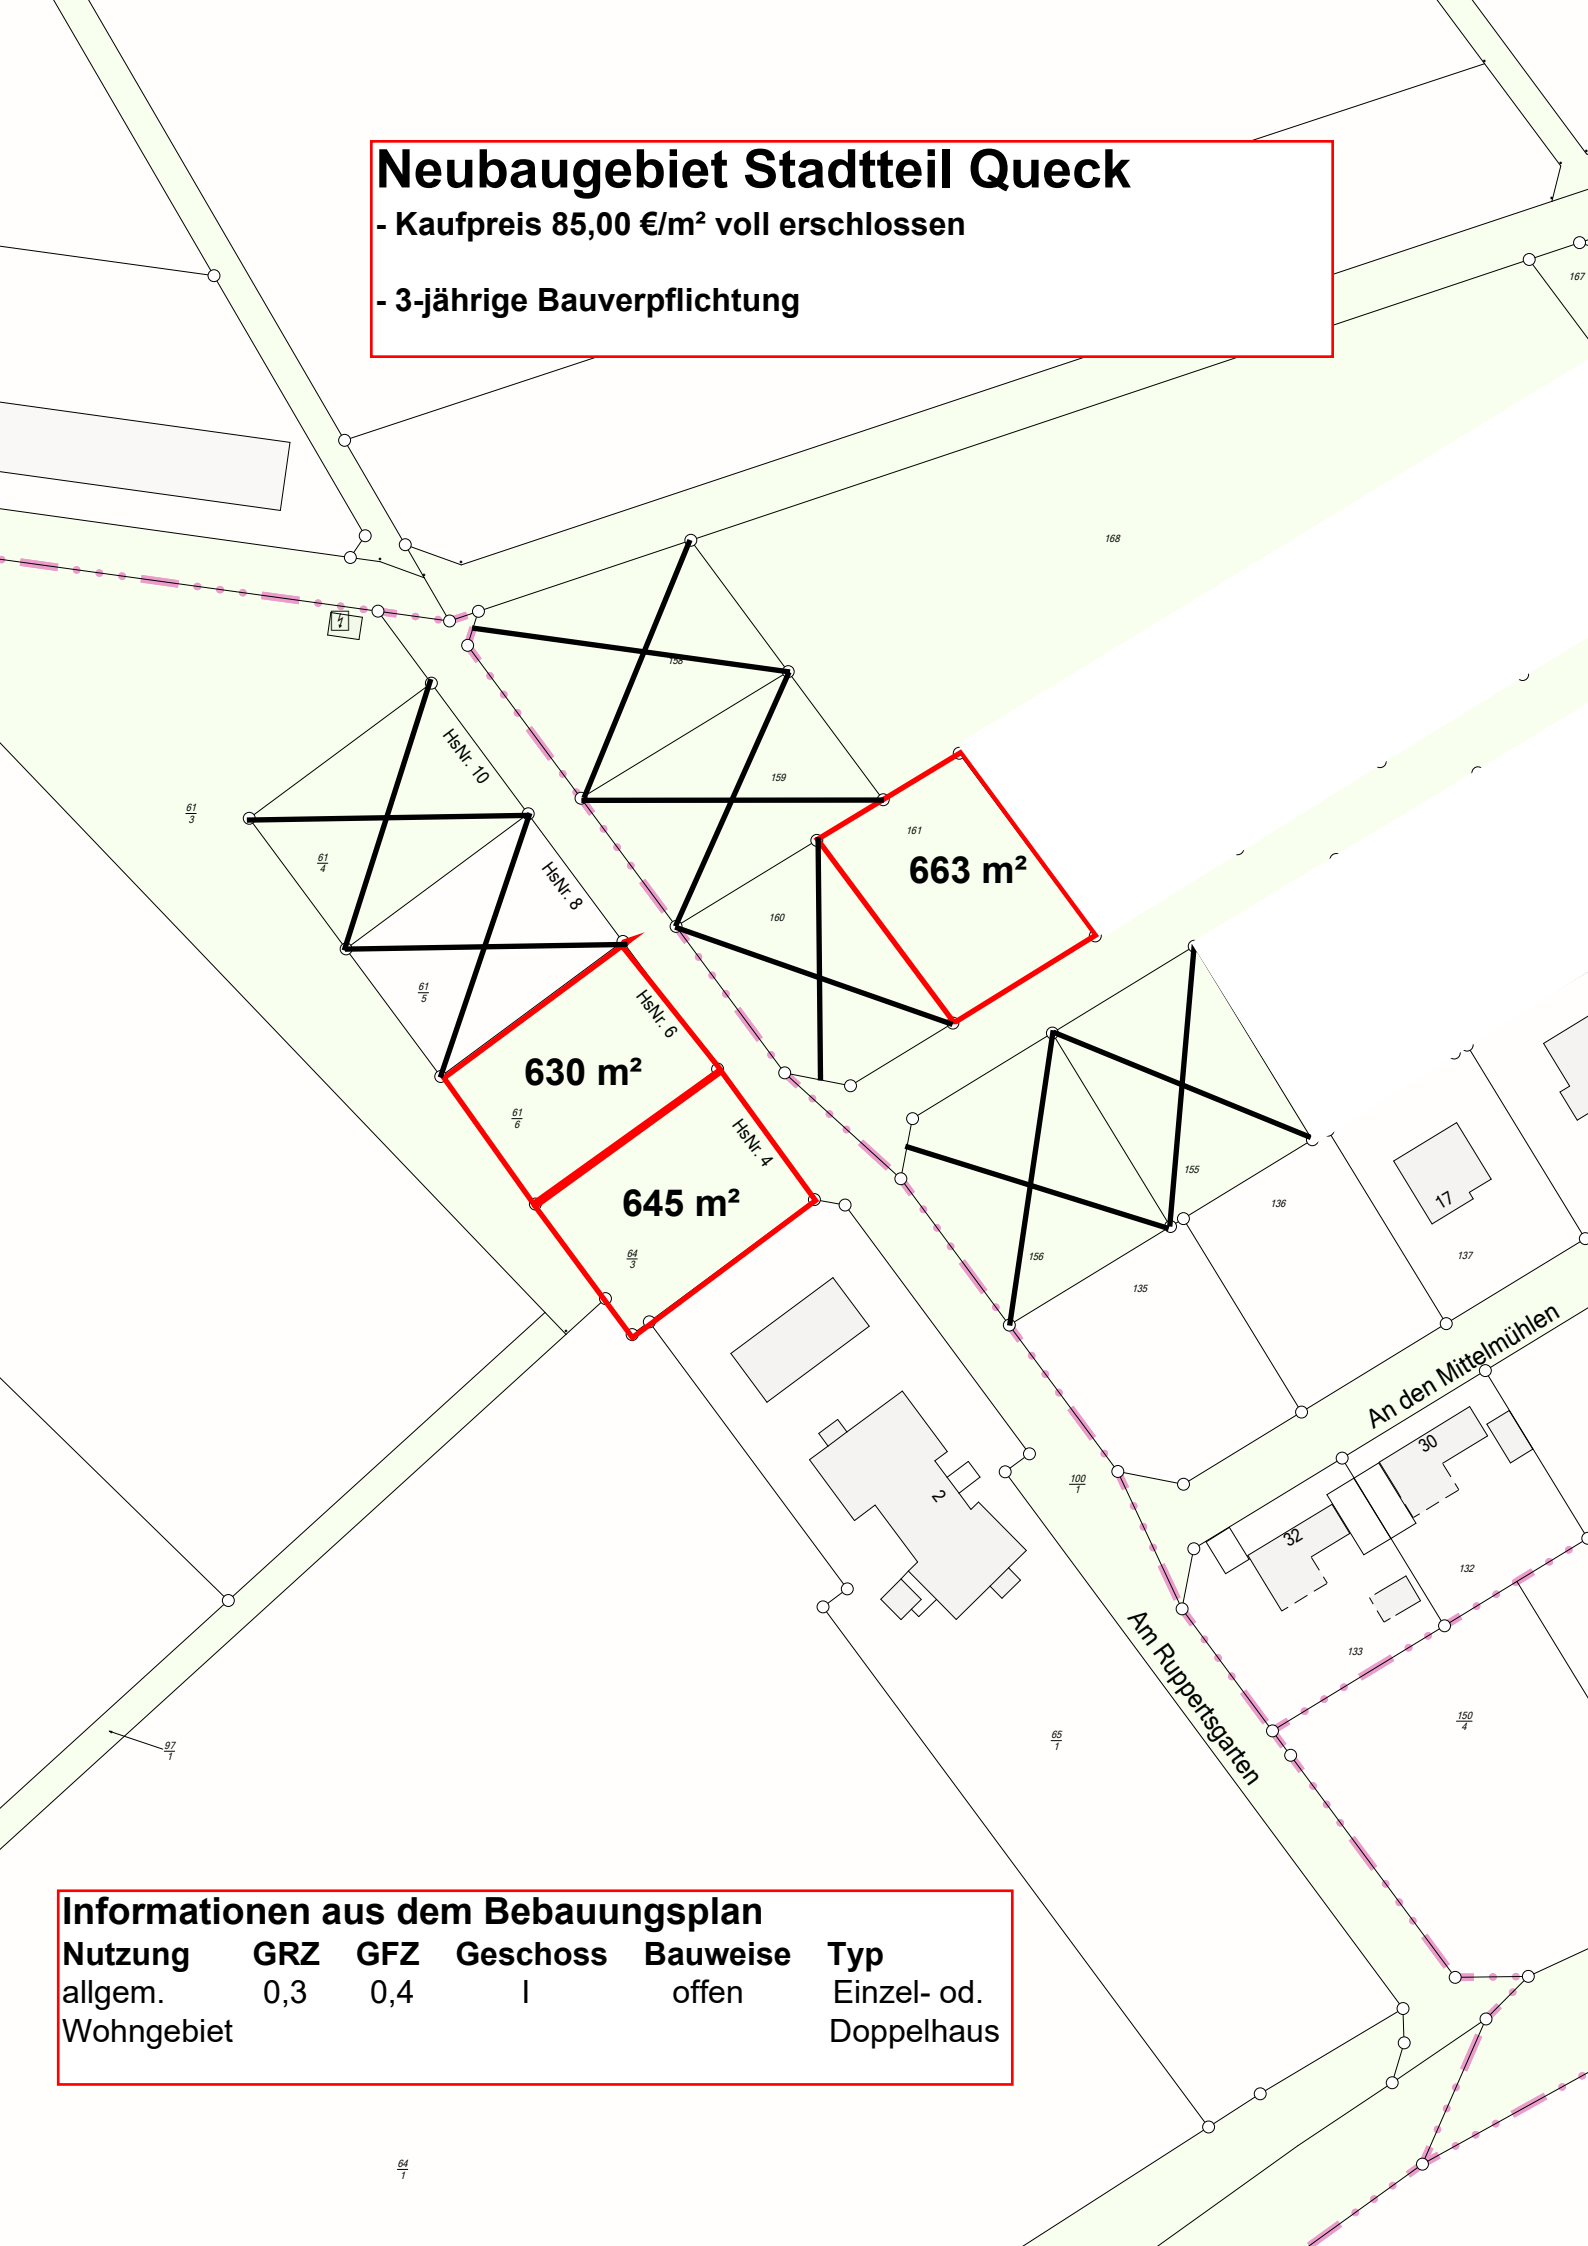 Neubaugebiet Stadtteil Queck
- Kaufpreis 85,00 €/m² voll erschlossen
- 3-jährige Bauverpflichtung
167
168
158
HsNr. 10
159
61
3
61
4
161
663 m²
HsNr. 8
160
61
5
HsNr. 6
630 m²
61
6
HsNr. 4
645 m²
64
3
155
156
136
17
137
135
An den Mittelmühlen
30
2
100
1
32
132
133
Am Ruppertsgarten
150
4
65
1
97
1
Informationen aus dem Bebauungsplan
Nutzung GRZ GFZ Geschoss Bauweise Typ
allgem. 0,3 0,4 I offen Einzel- od.
Wohngebiet Doppelhaus
64
1